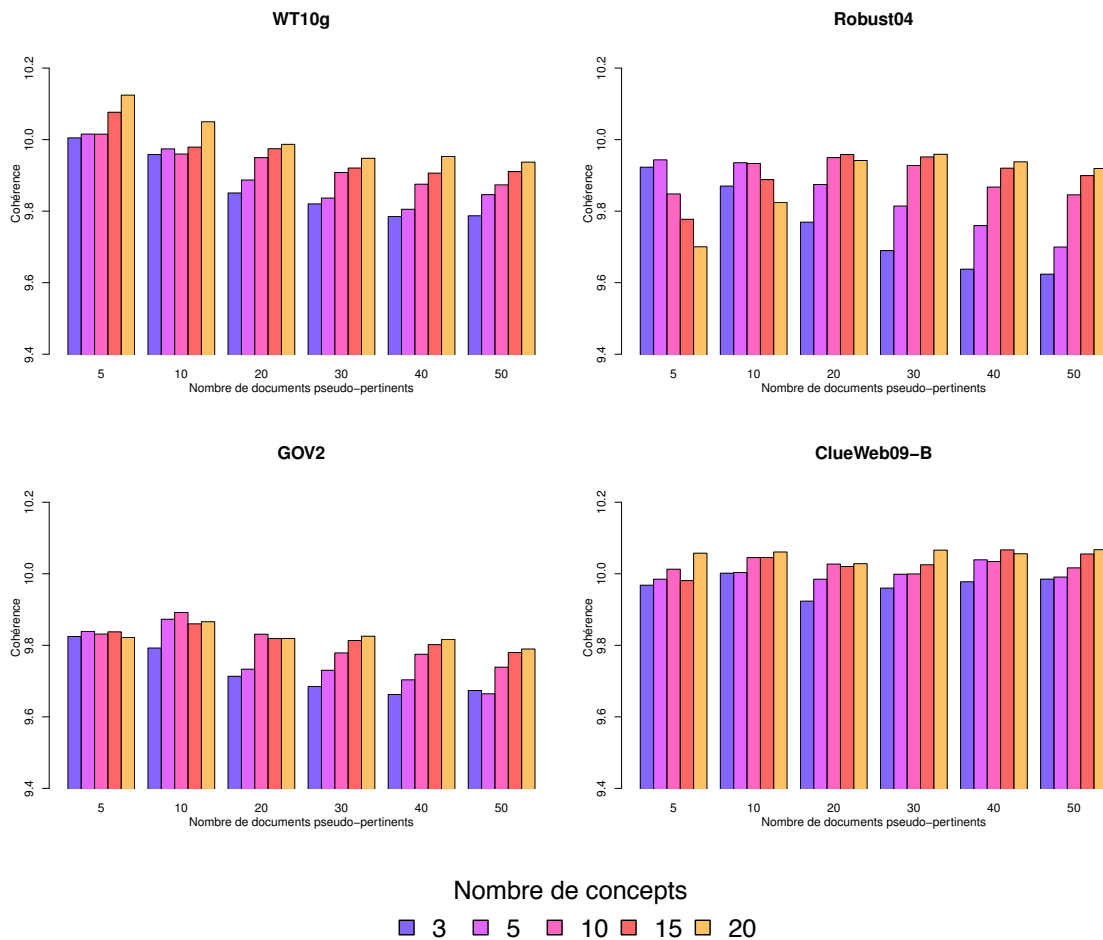 WT10g
Cohérence
10.2
10.0
9.8
9.6
9.4
5 10 20 30 40 50
Nombre de documents pseudo−pertinents
Robust04
Cohérence
10.2
10.0
9.8
9.6
9.4
5 10 20 30 40 50
Nombre de documents pseudo−pertinents
GOV2
Cohérence
10.2
10.0
9.8
9.6
9.4
5 10 20 30 40 50
Nombre de documents pseudo−pertinents
ClueWeb09−B
Cohérence
10.2
10.0
9.8
9.6
9.4
5 10 20 30 40 50
Nombre de documents pseudo−pertinents
Nombre de concepts
3 5 10 15 20